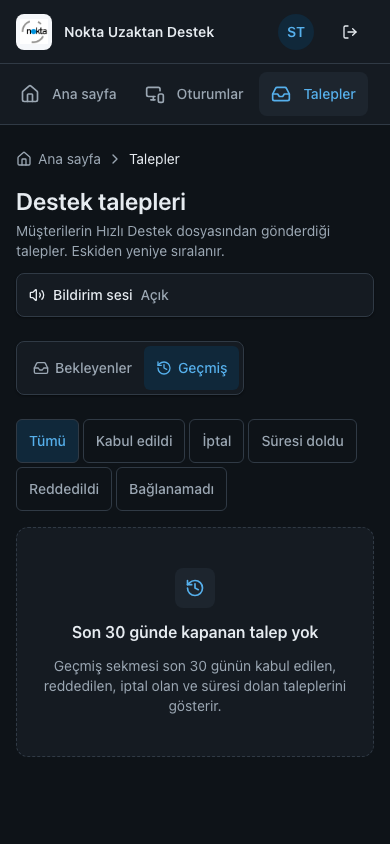 nokta
Nokta Uzaktan Destek
ST
Ana sayfa
Oturumlar
Talepler
Ana sayfa
Talepler
Destek talepleri
Müşterilerin Hızlı Destek dosyasından gönderdiği
talepler. Eskiden yeniye sıralanır.
Bildirim sesi Açık
Bekleyenler
Geçmiş
Tümü
Kabul edildi
İptal
Süresi doldu
Reddedildi
Bağlanamadı
Son 30 günde kapanan talep yok
Geçmiş sekmesi son 30 günün kabul edilen,
reddedilen, iptal olan ve süresi dolan taleplerini
gösterir.